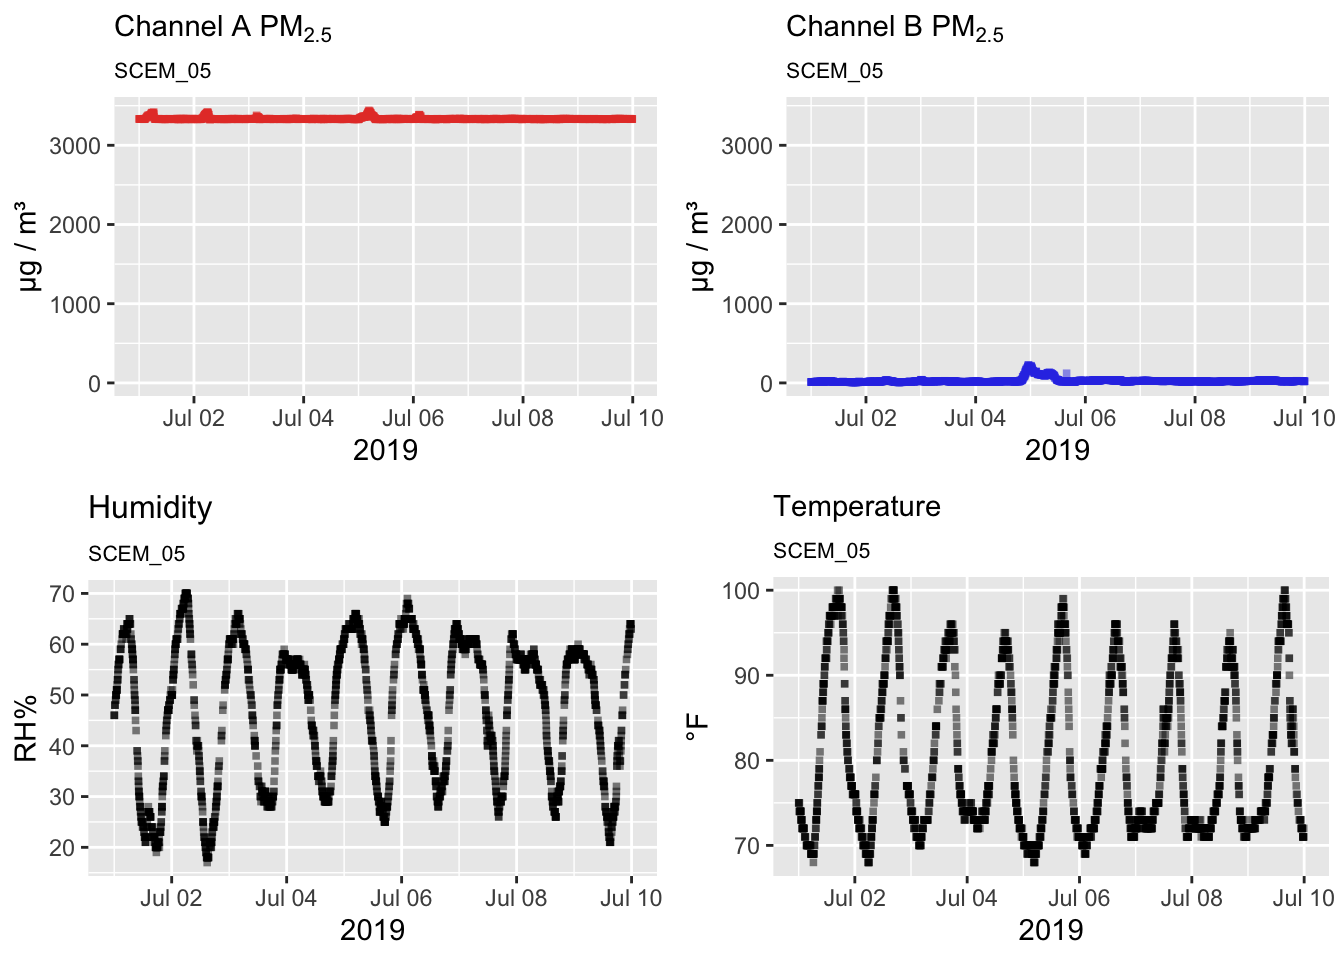 Channel A PM2.5
SCEM_05
3000
2000
1000
0
µg / m³
Jul 02 Jul 04 Jul 06 Jul 08 Jul 10
2019
Channel B PM2.5
SCEM_05
3000
2000
1000
0
µg / m³
Jul 02 Jul 04 Jul 06 Jul 08 Jul 10
2019
Humidity
SCEM_05
70
60
50
40
30
20
RH%
Jul 02 Jul 04 Jul 06 Jul 08 Jul 10
2019
Temperature
SCEM_05
100
90
80
70
°F
Jul 02 Jul 04 Jul 06 Jul 08 Jul 10
2019